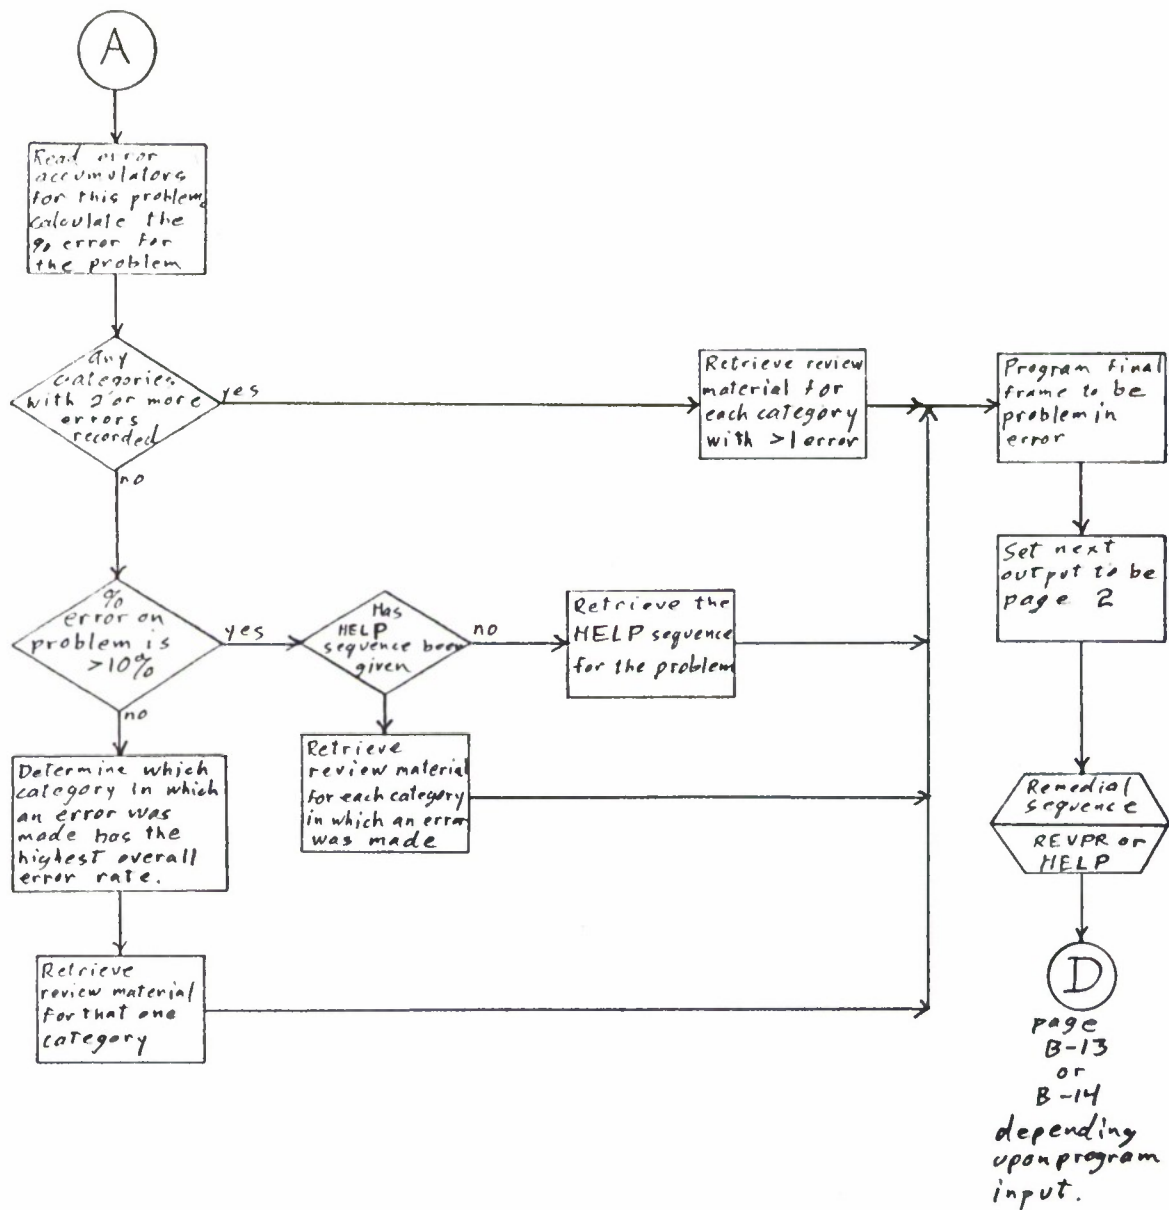 A
Read error
accumulators
for this problem,
calculate the
% error for
the problem
any
categories
with 2 or more
errors
recorded
yes
no
Retrieve review
material for
each category
with >1 error
Program final
frame to be
problem in
error
Set next
output to be
page 2
%
error on
problem is
>10%
yes
no
Has
HELP
sequence been
given
no
Retrieve the
HELP sequence
for the problem
Retrieve
review material
for each category
in which an error
was made
Determine which
category in which
an error was
made has the
highest overall
error rate.
Retrieve
review material
for that one
category
Remedial
sequence
REVPR or
HELP
D
page
B-13
or
B-14
depending
upon program
input.